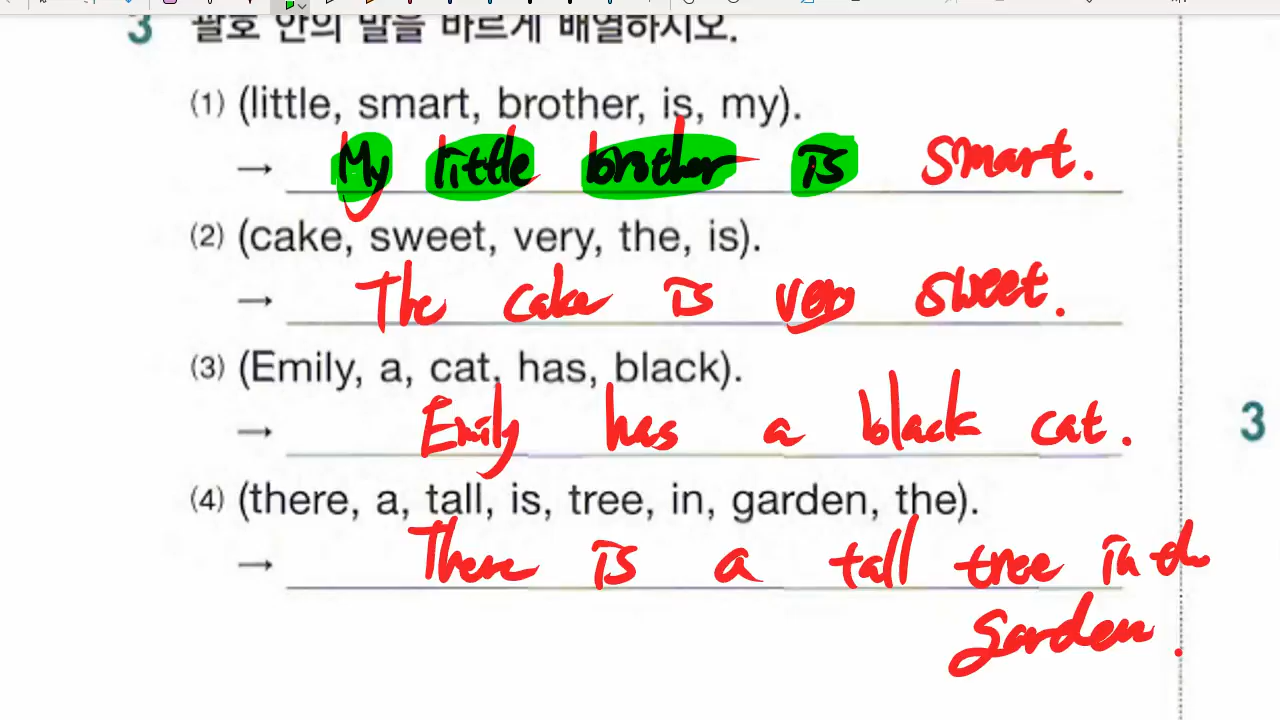 3 괄호 안의 말을 바르게 배열하시오.
(1) (little, smart, brother, is, my).
→ My little brother is smart.
(2) (cake, sweet, very, the, is).
→ The cake is very sweet.
(3) (Emily, a, cat, has, black).
→ Emily has a black cat.
3
(4) (there, a, tall, is, tree, in, garden, the).
→ There is a tall tree in the
garden.